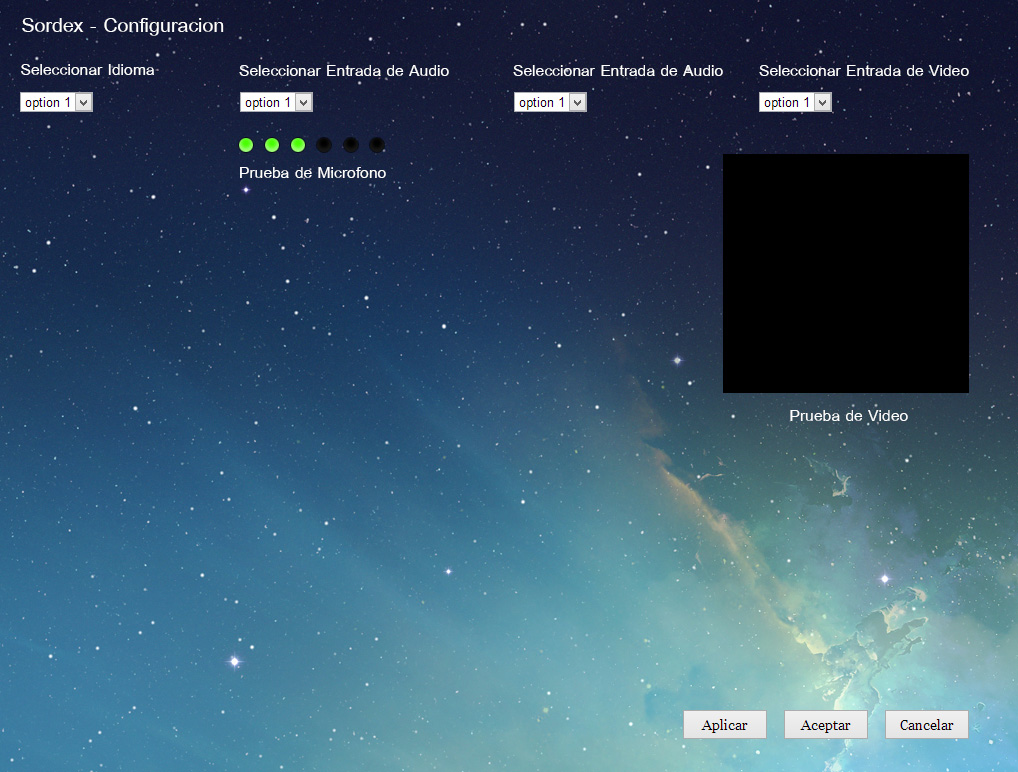 Sordex - Configuracion
Seleccionar Idioma
Seleccionar Entrada de Audio
Seleccionar Entrada de Audio
Seleccionar Entrada de Video
option 1
option 1
option 1
option 1
Prueba de Microfono
Prueba de Video
Aplicar
Aceptar
Cancelar